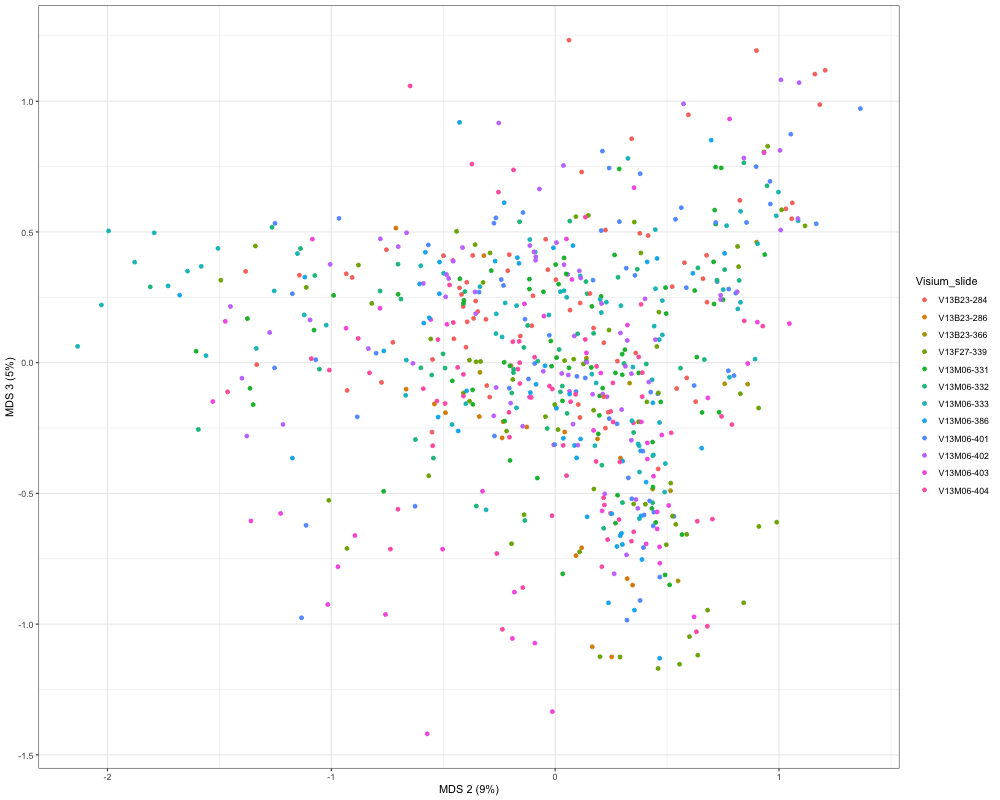 1.0
0.5
0.0
-0.5
-1.0
-1.5
MDS 3 (5%)
-2
-1
0
1
MDS 2 (9%)
Visium_slide
V13B23-284
V13B23-286
V13B23-366
V13F27-339
V13M06-331
V13M06-332
V13M06-333
V13M06-386
V13M06-401
V13M06-402
V13M06-403
V13M06-404